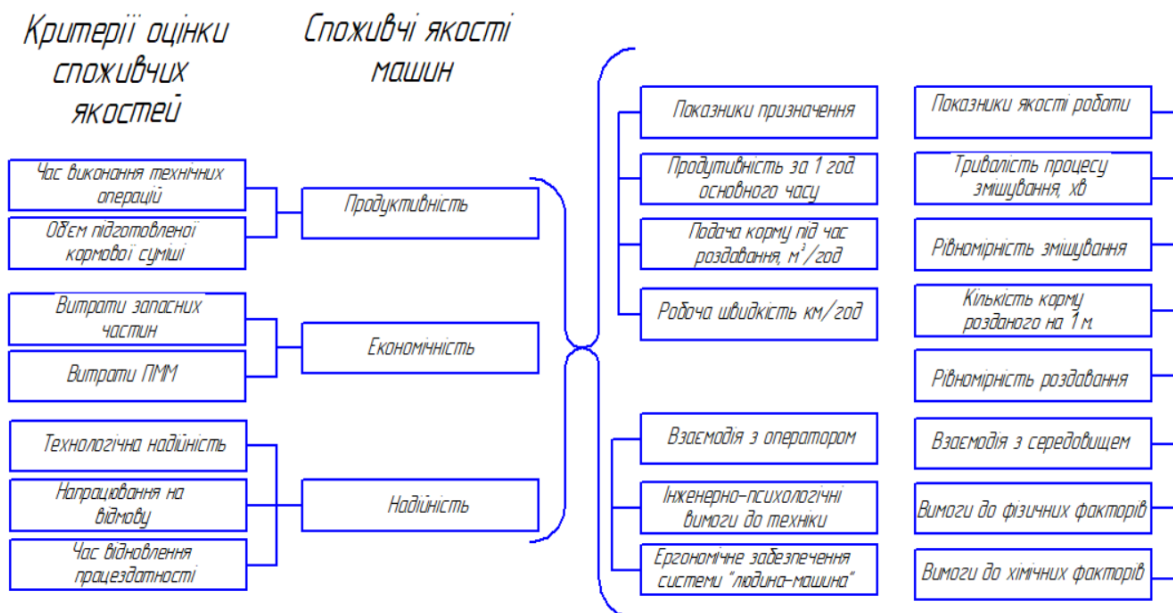 Критерії оцінки
споживчих
якостей
Споживчі якості
машин
Час виконання технічних
операцій
Об'єм підготовленої
кормової суміші
Витрати запасних
частин
Витрати ПММ
Технологічна надійність
Напрацювання на
відмову
Час відновлення
працездатності
Продуктивність
Економічність
Надійність
Показники призначення
Продутивність за 1 год.
основного часу
Подача корму під час
роздавання, м³/год
Робоча швидкість км/год
Взаємодія з оператором
Інженерно-психологічні
вимоги до техніки
Ергономічне забезпечення
системи "людина-машина"
Показники якості роботи
Тривалість процесу
змішування, хв
Рівномірність змішування
Кількість корму
розданого на 1 м.
Рівномірність роздавання
Взаємодія з середовищем
Вимоги до фізичних факторів
Вимоги до хімічних факторів